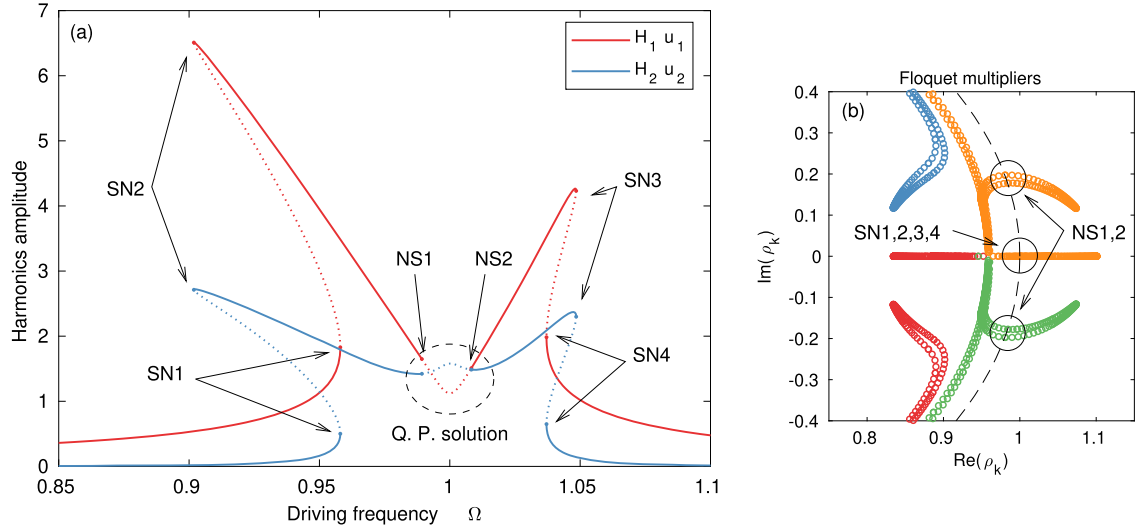 (a)
H1 u1
H2 u2
7
6
5
4
3
2
1
0
Harmonics amplitude
SN2
SN3
NS1
NS2
SN1
SN4
Q. P. solution
0.85
0.9
0.95
1
1.05
1.1
Driving frequency Ω
Floquet multipliers
(b)
0.4
0.3
0.2
0.1
0
-0.1
-0.2
-0.3
-0.4
Im(ρk)
SN1,2,3,4
NS1,2
0.8
0.9
1
1.1
Re(ρk)